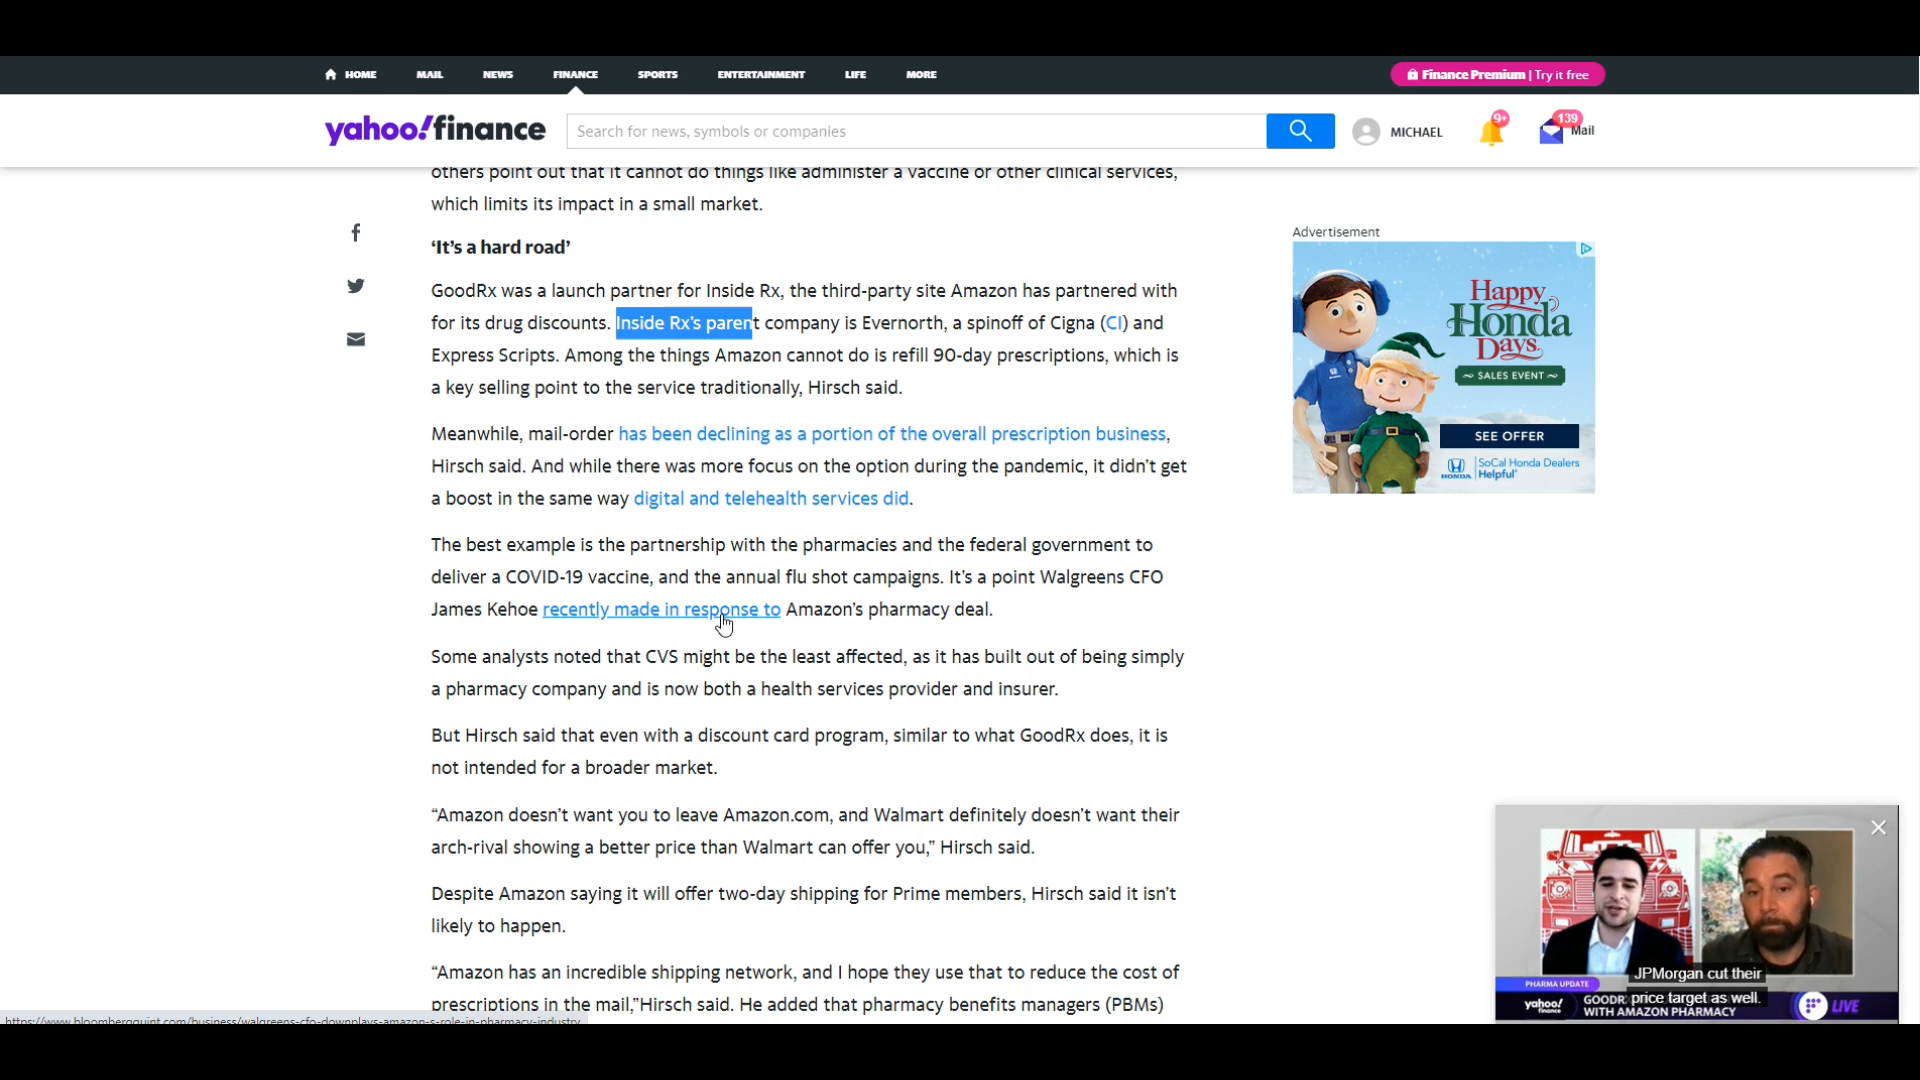 HOME MAIL NEWS FINANCE SPORTS ENTERTAINMENT LIFE MORE Finance Premium | Try it free
yahoo!finance Search for news, symbols or companies MICHAEL 9+ 139 Mail
others point out that it cannot do things like administer a vaccine or other clinical services,
which limits its impact in a small market.
‘It’s a hard road’
GoodRx was a launch partner for Inside Rx, the third-party site Amazon has partnered with
for its drug discounts. Inside Rx’s parent company is Evernorth, a spinoff of Cigna (CI) and
Express Scripts. Among the things Amazon cannot do is refill 90-day prescriptions, which is
a key selling point to the service traditionally, Hirsch said.
Meanwhile, mail-order has been declining as a portion of the overall prescription business,
Hirsch said. And while there was more focus on the option during the pandemic, it didn’t get
a boost in the same way digital and telehealth services did.
The best example is the partnership with the pharmacies and the federal government to
deliver a COVID-19 vaccine, and the annual flu shot campaigns. It’s a point Walgreens CFO
James Kehoe recently made in response to Amazon’s pharmacy deal.
Some analysts noted that CVS might be the least affected, as it has built out of being simply
a pharmacy company and is now both a health services provider and insurer.
But Hirsch said that even with a discount card program, similar to what GoodRx does, it is
not intended for a broader market.
“Amazon doesn’t want you to leave Amazon.com, and Walmart definitely doesn’t want their
arch-rival showing a better price than Walmart can offer you,” Hirsch said.
Despite Amazon saying it will offer two-day shipping for Prime members, Hirsch said it isn’t
likely to happen.
“Amazon has an incredible shipping network, and I hope they use that to reduce the cost of
prescriptions in the mail,”Hirsch said. He added that pharmacy benefits managers (PBMs)
https://www.bloombergquint.com/business/walgreens-cfo-downplays-amazon-s-role-in-pharmacy-industry
Advertisement
Happy
Honda
Days.
SALES EVENT
SEE OFFER
HONDA
SoCal Honda Dealers
Helpful
JPMorgan cut their
price target as well.
PHARMA UPDATE
yahoo!
finance
GOODR
WITH AMAZON PHARMACY
LIVE